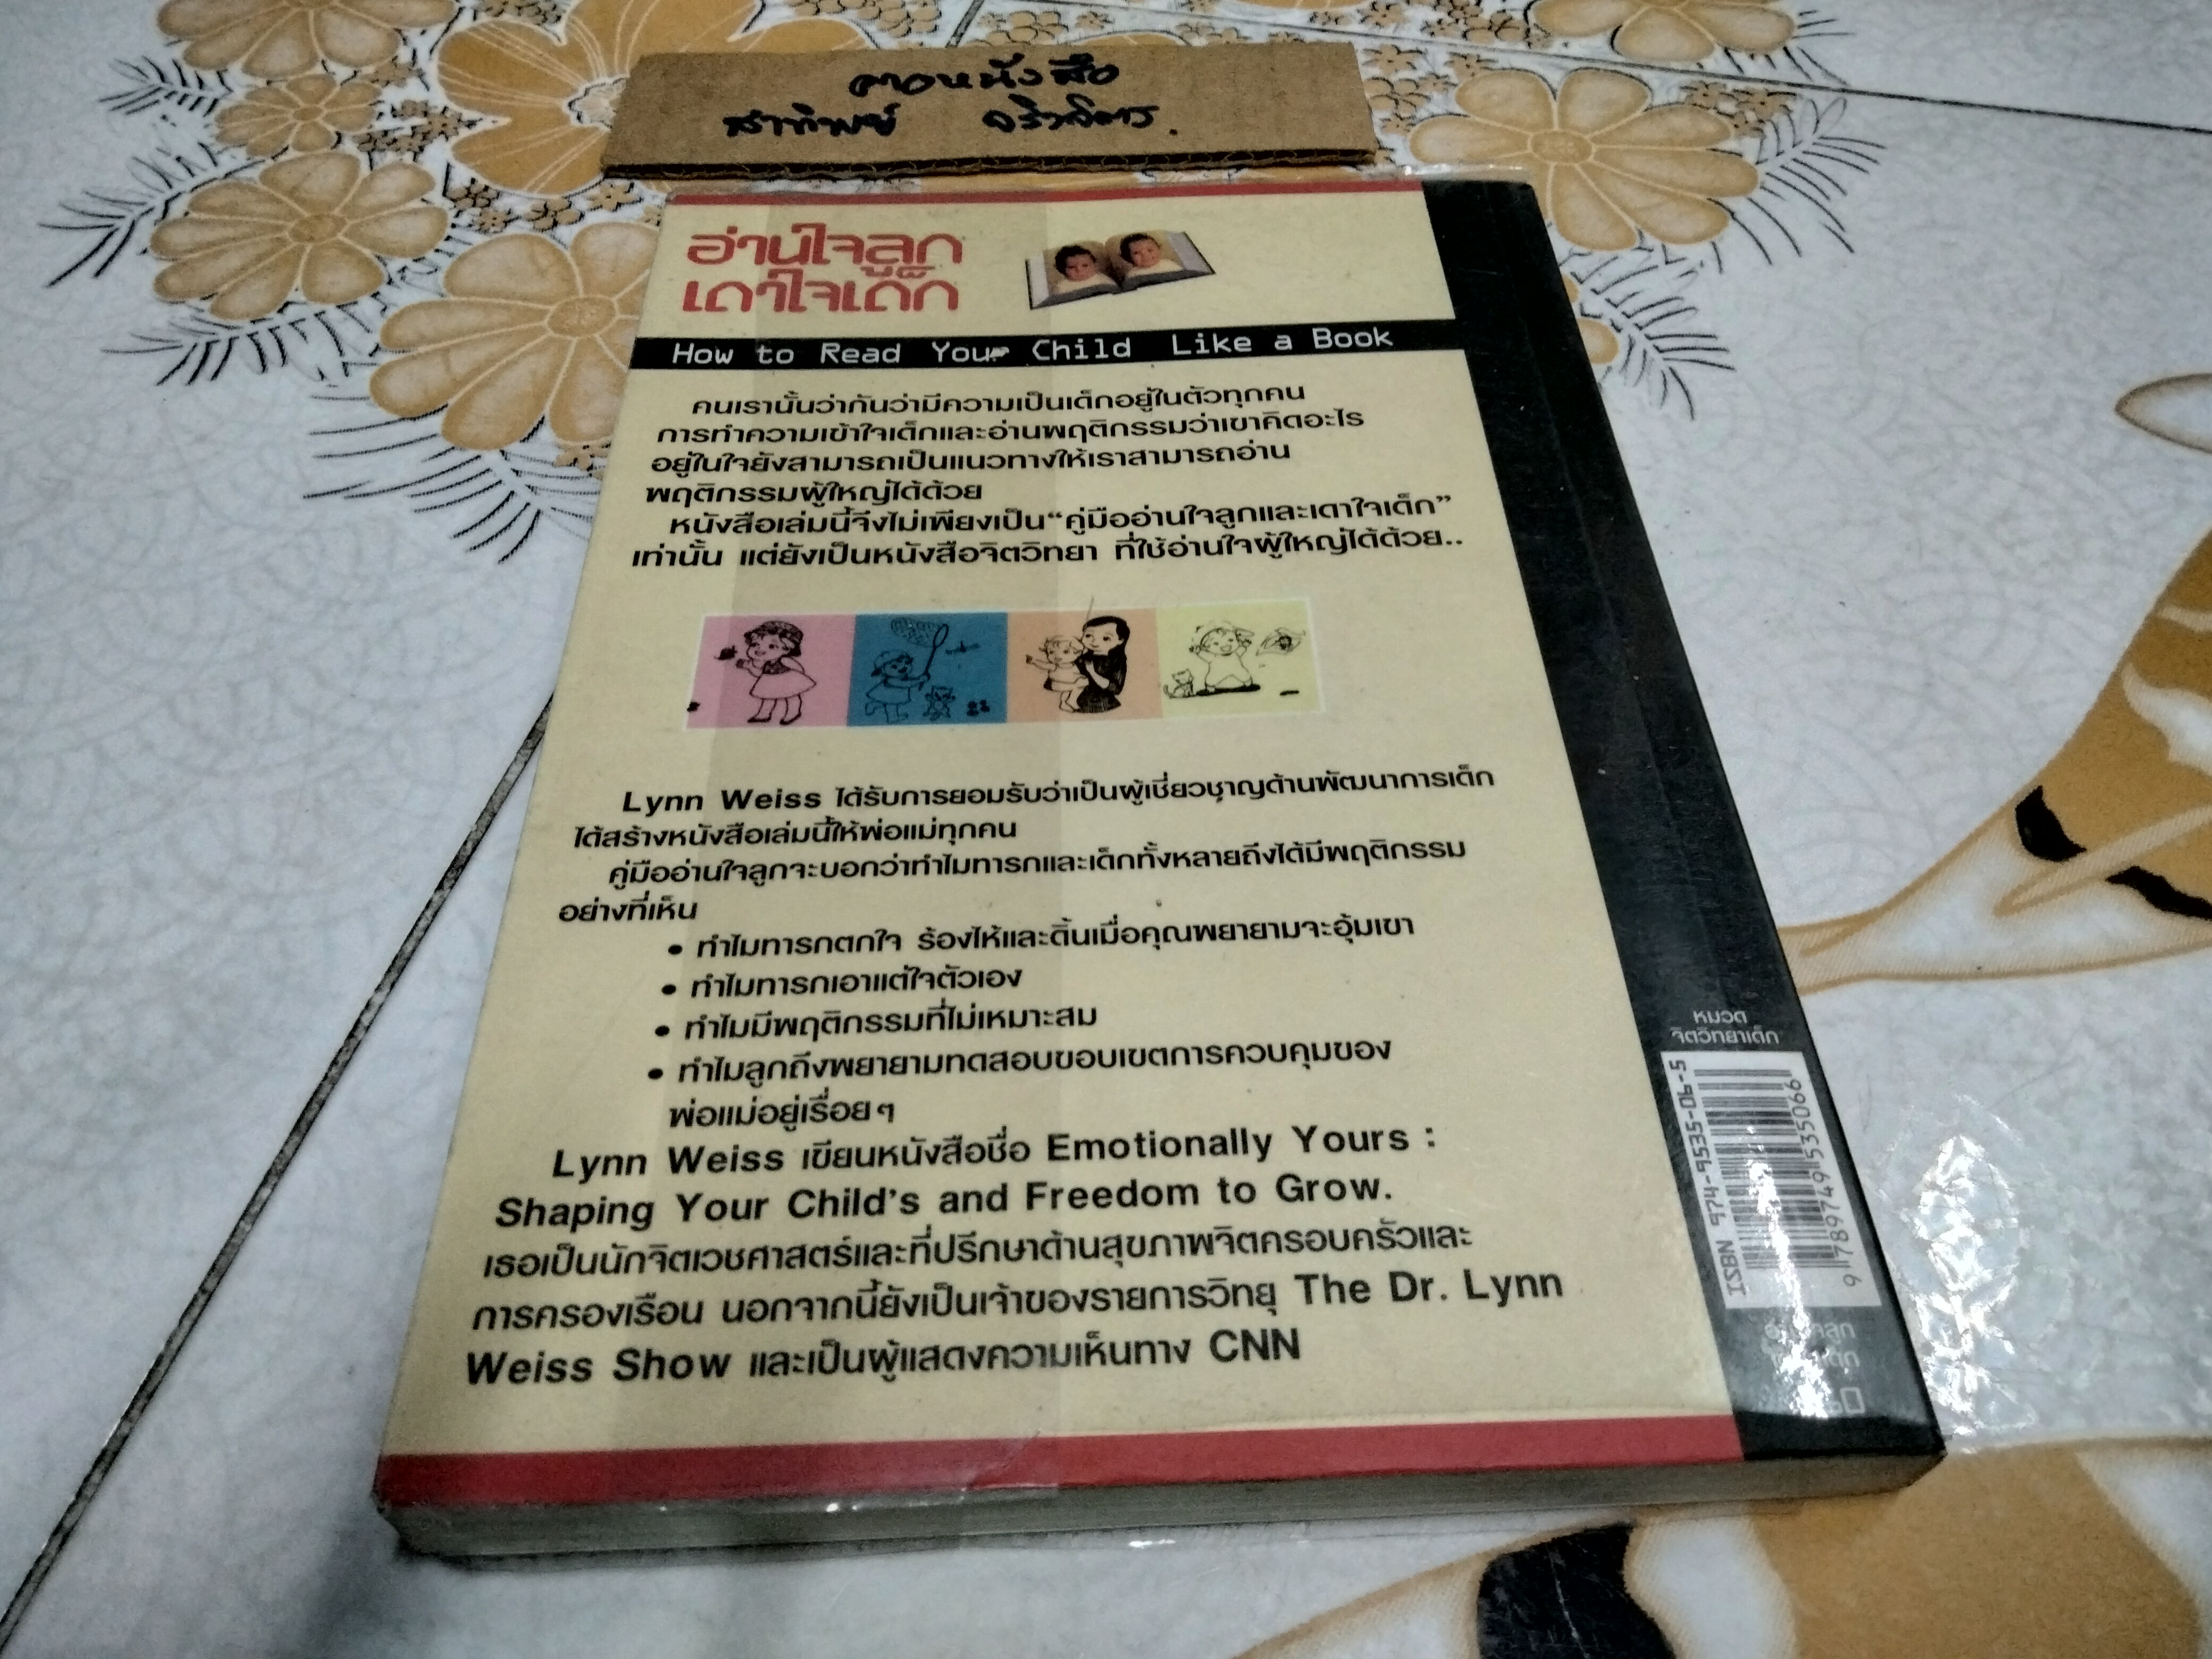 อ่านใจลูก
เดาใจเด็ก
How to Read Your Child Like a Book
คนเรานั้นว่ากันว่ามีความเป็นเด็กอยู่ในตัวทุกคน
การทำความเข้าใจเด็กและอ่านพฤติกรรมว่าเขาคิดอะไร
อยู่ในใจยังสามารถเป็นแนวทางให้เราสามารถอ่าน
พฤติกรรมผู้ใหญ่ได้ด้วย
หนังสือเล่มนี้จึงไม่เพียงเป็น“คู่มืออ่านใจลูกและเดาใจเด็ก”
เท่านั้น แต่ยังเป็นหนังสือจิตวิทยา ที่ใช้อ่านใจผู้ใหญ่ได้ด้วย..
Lynn Weiss ได้รับการยอมรับว่าเป็นผู้เชี่ยวชาญด้านพัฒนาการเด็ก
ได้สร้างหนังสือเล่มนี้ให้พ่อแม่ทุกคน
คู่มืออ่านใจลูกจะบอกว่าทำไมทารกและเด็กทั้งหลายถึงได้มีพฤติกรรม
อย่างที่เห็น
• ทำไมทารกตกใจ ร้องไห้และดิ้นเมื่อคุณพยายามจะอุ้มเขา
• ทำไมทารกเอาแต่ใจตัวเอง
• ทำไมมีพฤติกรรมที่ไม่เหมาะสม
• ทำไมลูกถึงพยายามทดสอบขอบเขตการควบคุมของ
พ่อแม่อยู่เรื่อยๆ
Lynn Weiss เขียนหนังสือชื่อ Emotionally Yours :
Shaping Your Child's and Freedom to Grow.
เธอเป็นนักจิตเวชศาสตร์และที่ปรึกษาด้านสุขภาพจิตครอบครัวและ
การครองเรือน นอกจากนี้ยังเป็นเจ้าของรายการวิทยุ The Dr. Lynn
Weiss Show และเป็นผู้แสดงความเห็นทาง CNN
หมวด
จิตวิทยาเด็ก
ISBN 974-9535-06-5
9 789749 535066